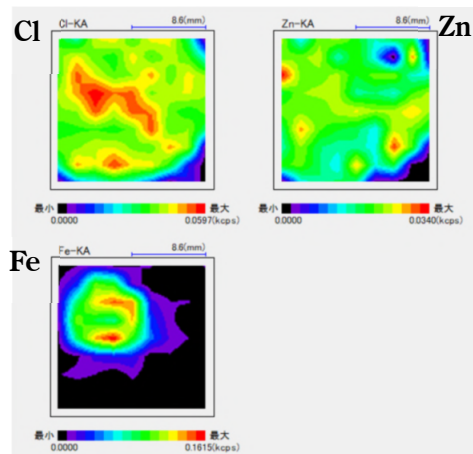 Cl
Cl-KA
8.6(mm)
最小
最大
0.0000
0.0597(kcps)
Zn
Zn-KA
8.6(mm)
最小
最大
0.0000
0.0340(kcps)
Fe
Fe-KA
8.6(mm)
最小
最大
0.0000
0.1615(kcps)